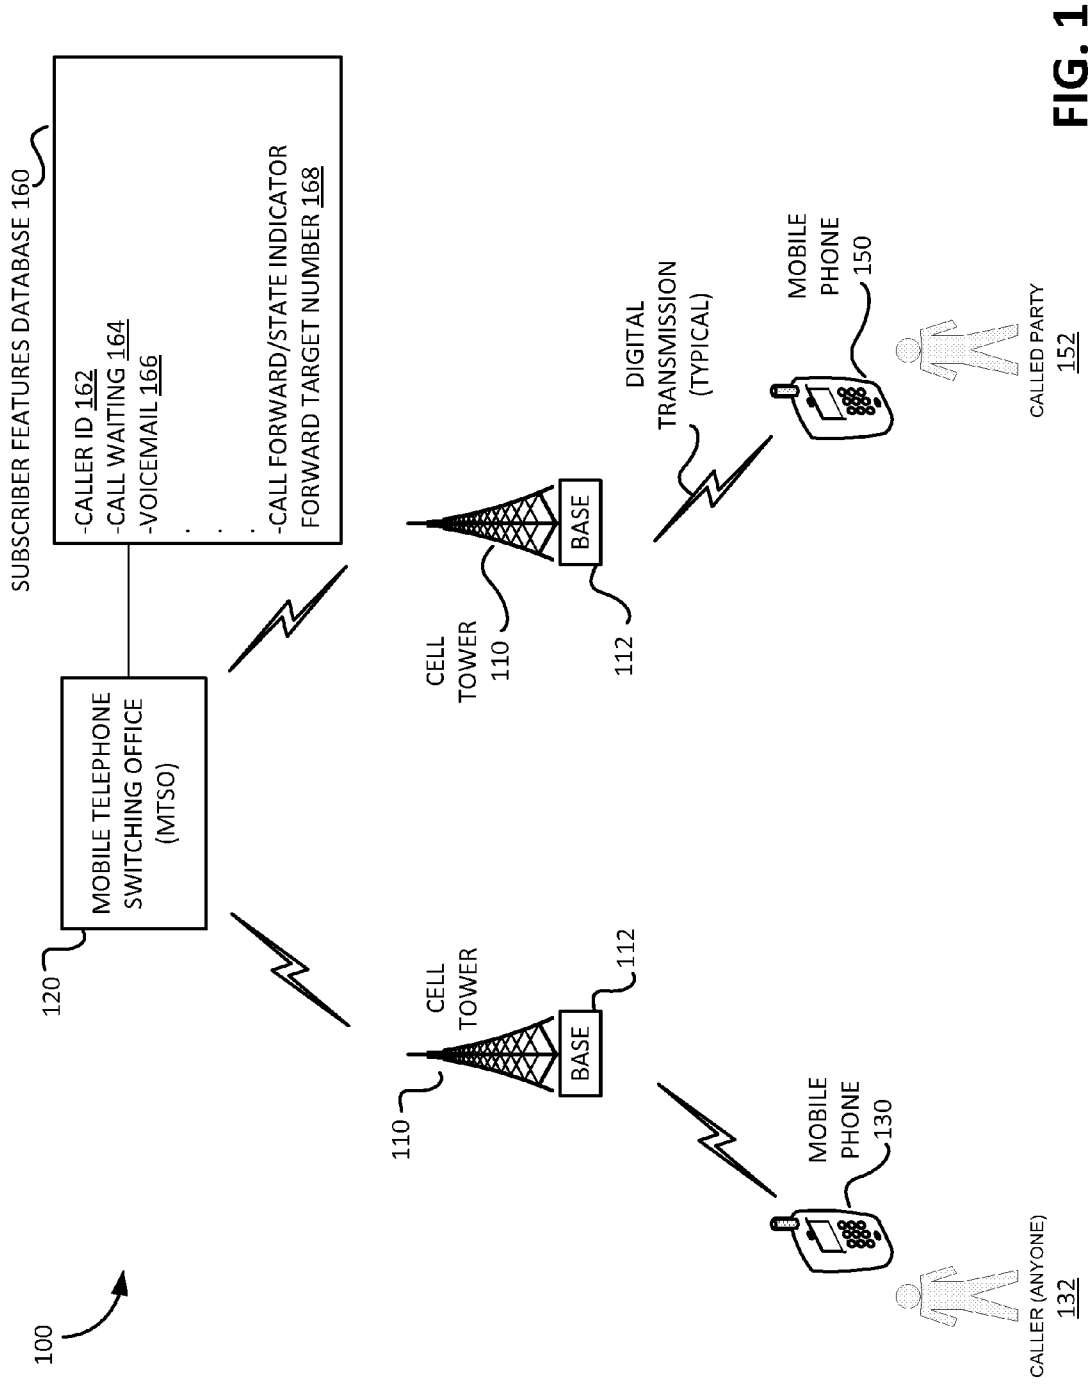 100
120
MOBILE TELEPHONE
SWITCHING OFFICE
(MTSO)
SUBSCRIBER FEATURES DATABASE 160
-CALLER ID 162
-CALL WAITING 164
-VOICEMAIL 166
.
.
.
-CALL FORWARD/STATE INDICATOR
FORWARD TARGET NUMBER 168
110
CELL
TOWER
BASE
112
CELL
TOWER
110
BASE
112
DIGITAL
TRANSMISSION
(TYPICAL)
MOBILE
PHONE
130
MOBILE
PHONE
150
CALLER (ANYONE)
132
CALLED PARTY
152
FIG. 1